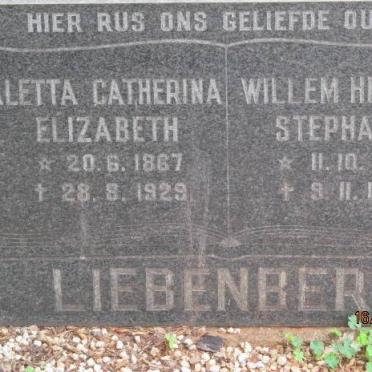 HIER RUS ONS GELIEFDE OU
ALETTA CATHERINA
ELIZABETH
☆ 20.6.1867
✝ 28.8.1929
WILLEM H
STEPHA
☆ 11.10.
✝ 9.11.1
LIEBENBER